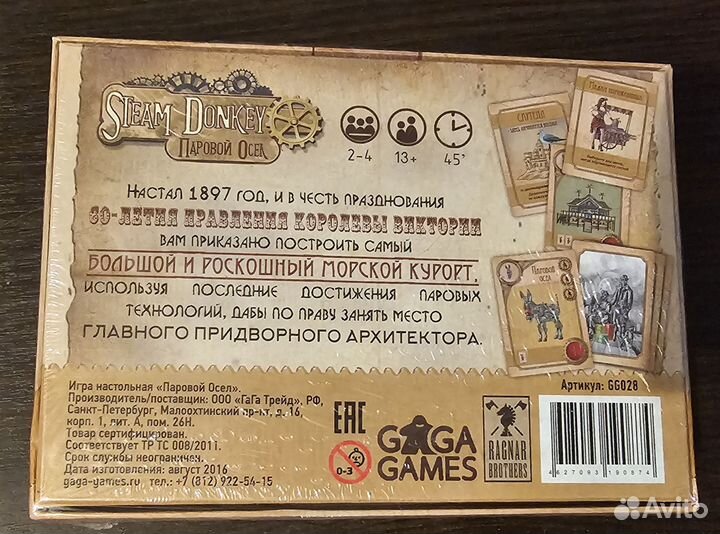 STEAM DONKEY
ПАРОВОЙ ОСЕЛ
2-4
13+
45'
НАСТАЛ 1897 ГОД, И В ЧЕСТЬ ПРАЗДНОВАНИЯ
60-ЛЕТИЯ ПРАВЛЕНИЯ КОРОЛЕВЫ ВИКТОРИИ
ВАМ ПРИКАЗАНО ПОСТРОИТЬ САМЫЙ
БОЛЬШОЙ И РОСКОШНЫЙ МОРСКОЙ КУРОРТ,
ИСПОЛЬЗУЯ ПОСЛЕДНИЕ ДОСТИЖЕНИЯ ПАРОВЫХ
ТЕХНОЛОГИЙ, ДАБЫ ПО ПРАВУ ЗАНЯТЬ МЕСТО
ГЛАВНОГО ПРИДВОРНОГО АРХИТЕКТОРА.
ПАРОВОЙ
ОСЕЛ
Игра настольная «Паровой Осел».
Производитель/поставщик: ООО «ГаГа Трейд», РФ,
Санкт-Петербург, Малоохтинский пр-кт, д. 16,
корп. 1, лит. А, пом. 26Н.
Товар сертифицирован.
Соответствует ТР ТС 008/2011.
Срок службы неограничен.
Дата изготовления: август 2016
gaga-games.ru тел.: +7 (812) 922-54-15
EAC
0-3
GAGA
GAMES
RAGNAR
BROTHERS
Артикул: GG028
4627093190874
Avito